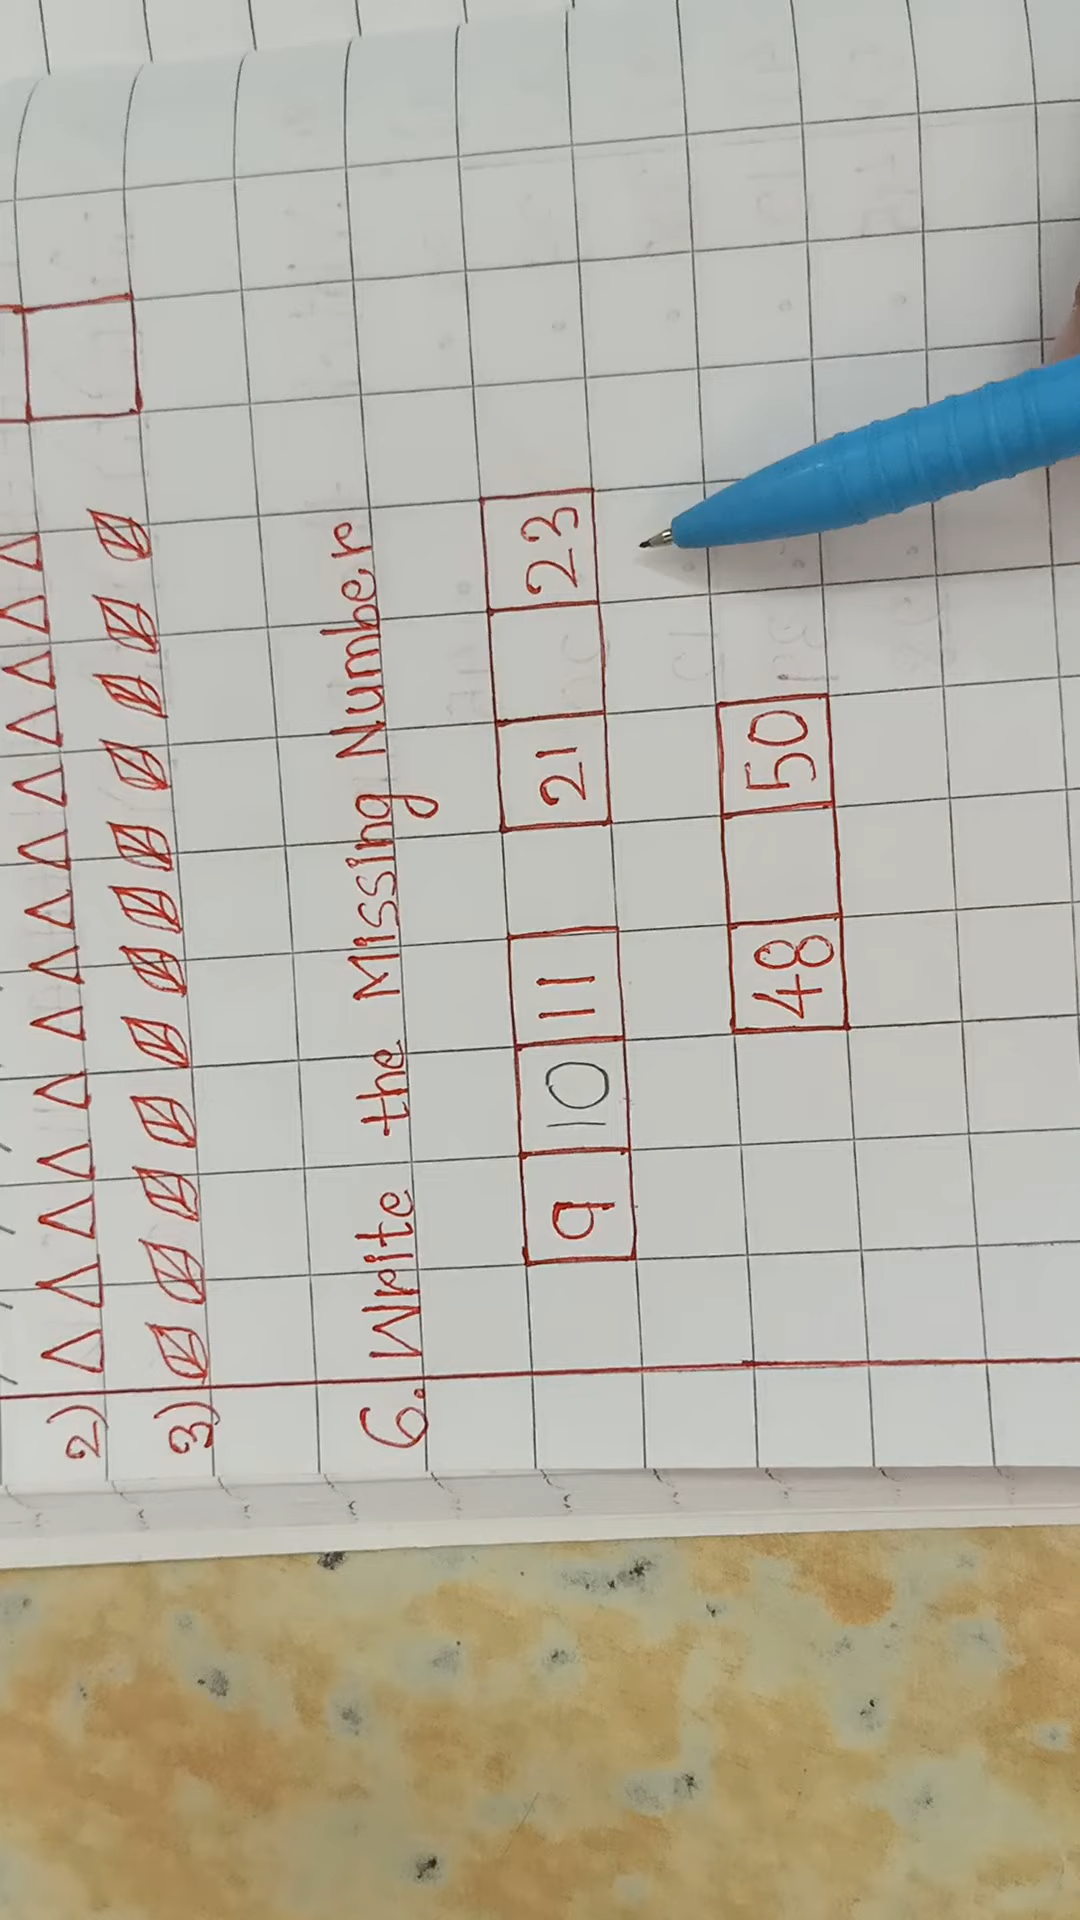 2)
3)
6. Write the Missing Number
9 10 11 21 23
48 50